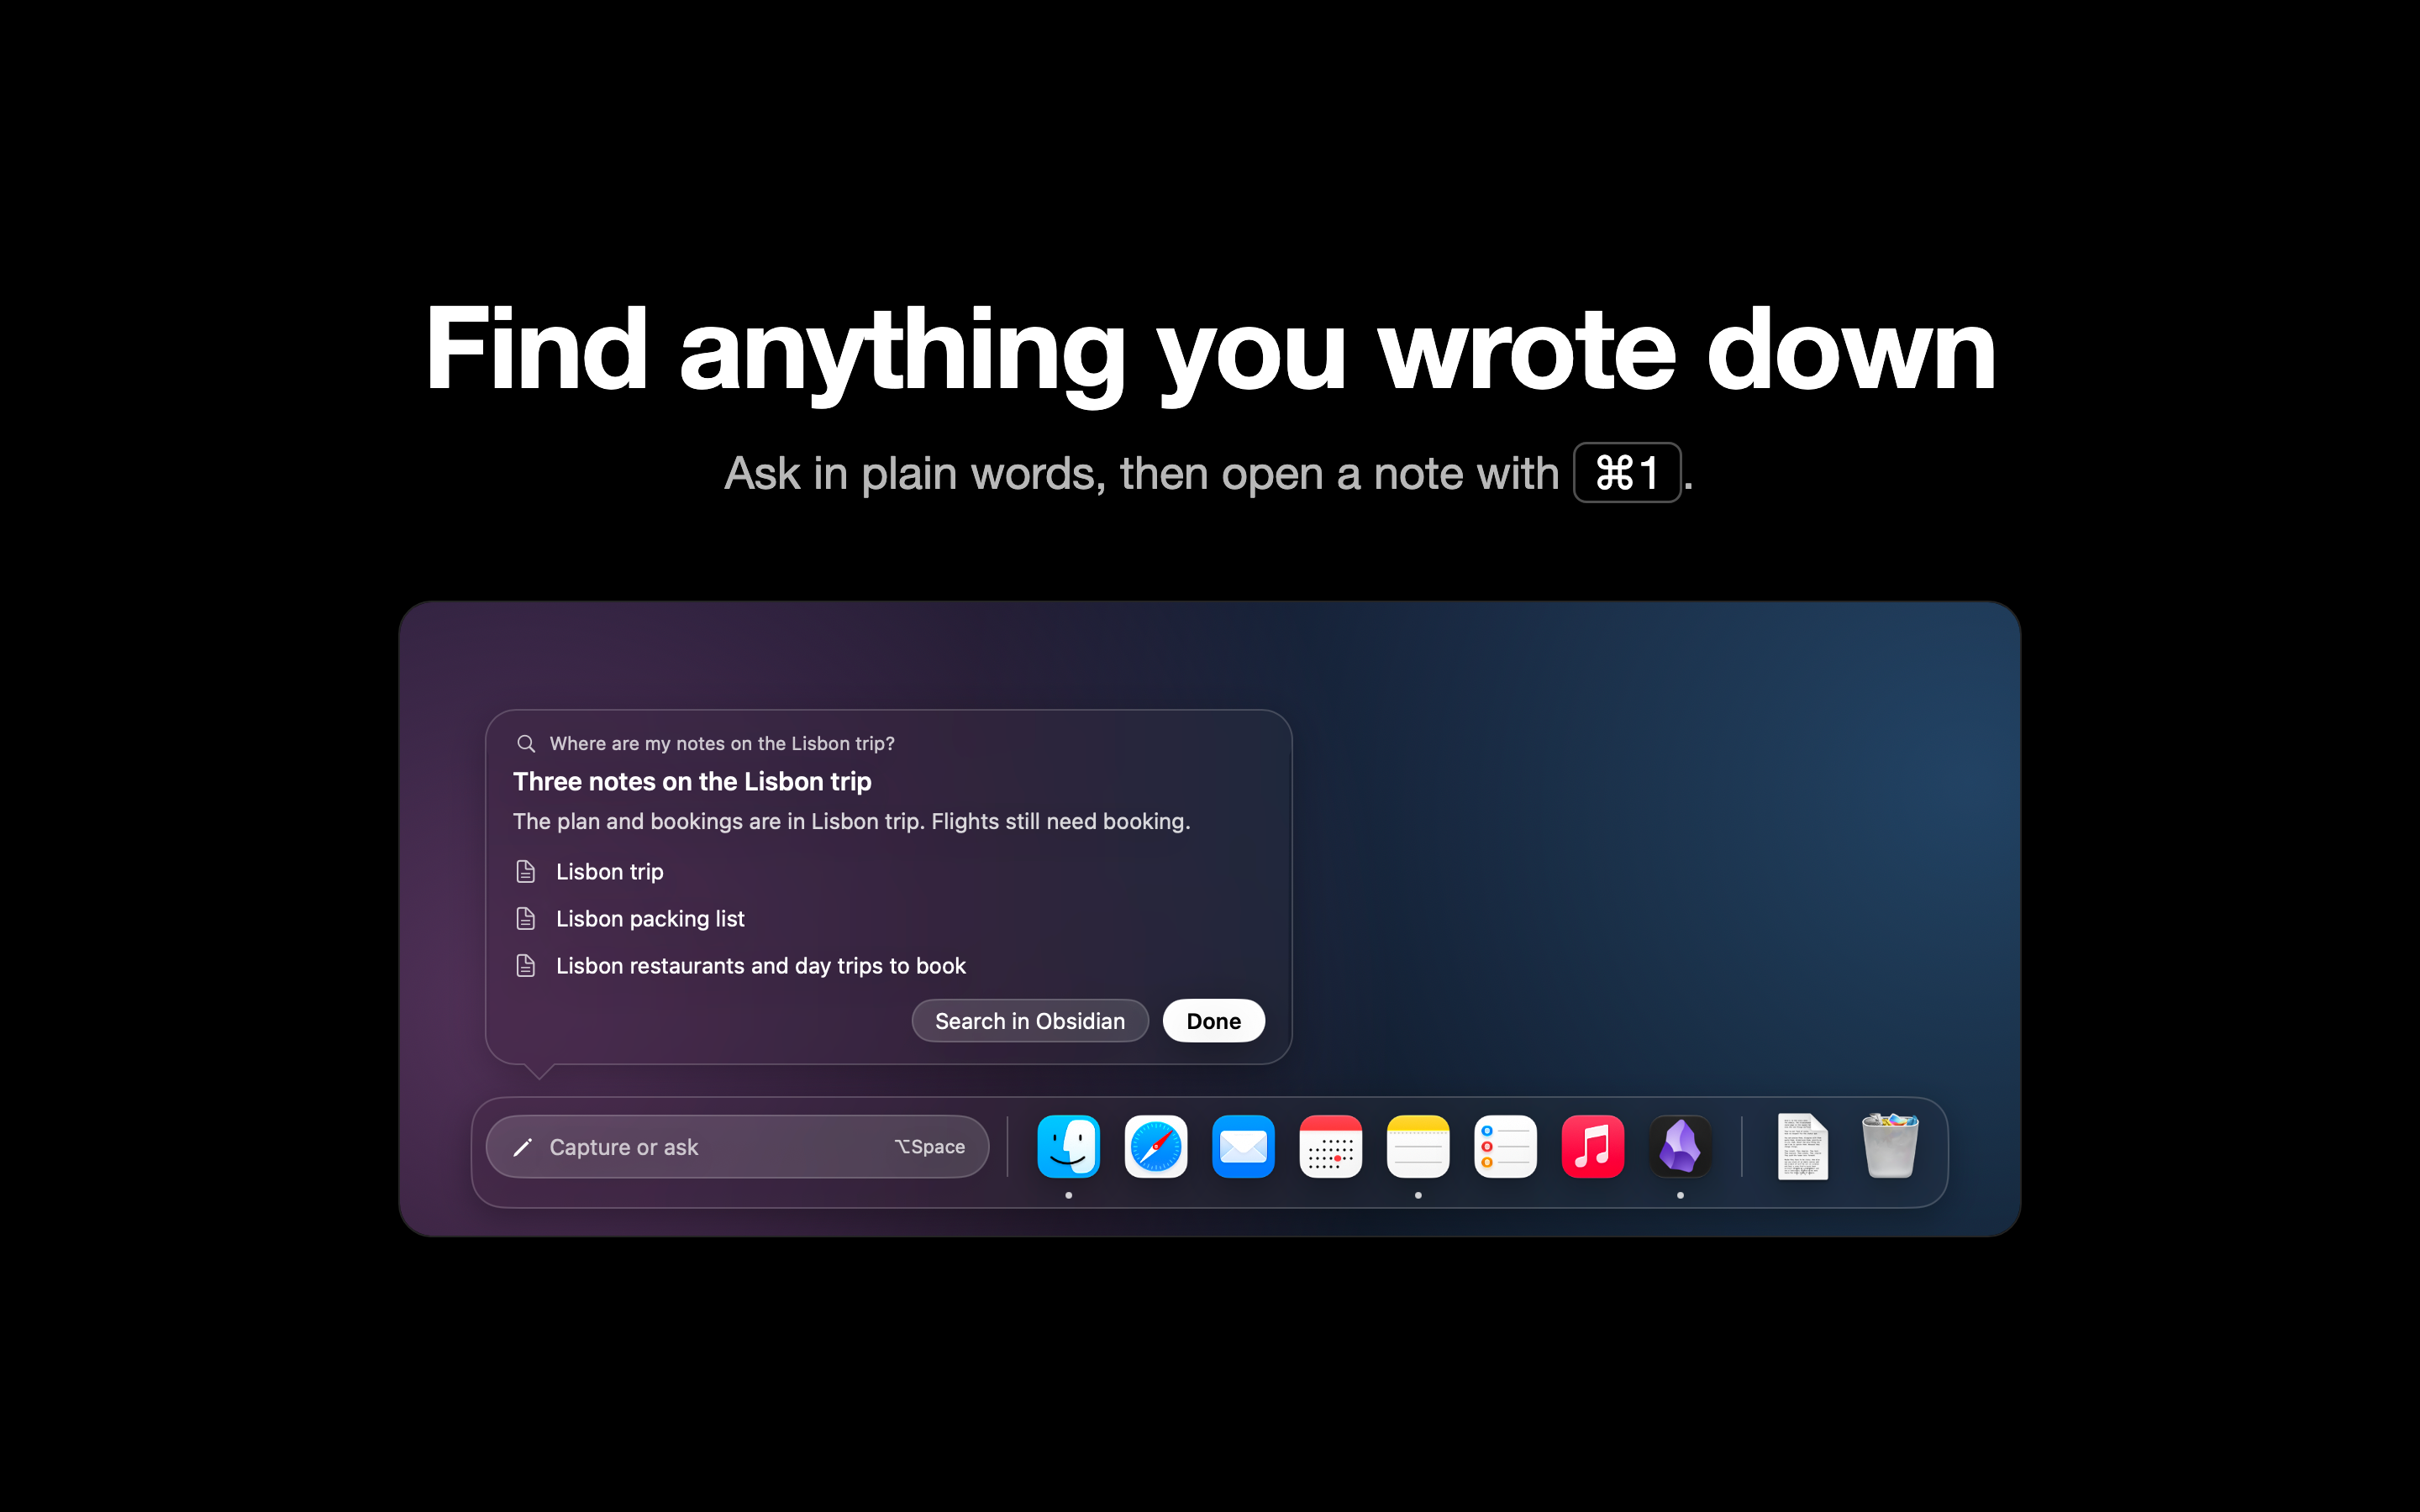 Find anything you wrote down
Ask in plain words, then open a note with ⌘1.
Where are my notes on the Lisbon trip?
Three notes on the Lisbon trip
The plan and bookings are in Lisbon trip. Flights still need booking.
Lisbon trip
Lisbon packing list
Lisbon restaurants and day trips to book
Search in Obsidian
Done
Capture or ask
⌥Space